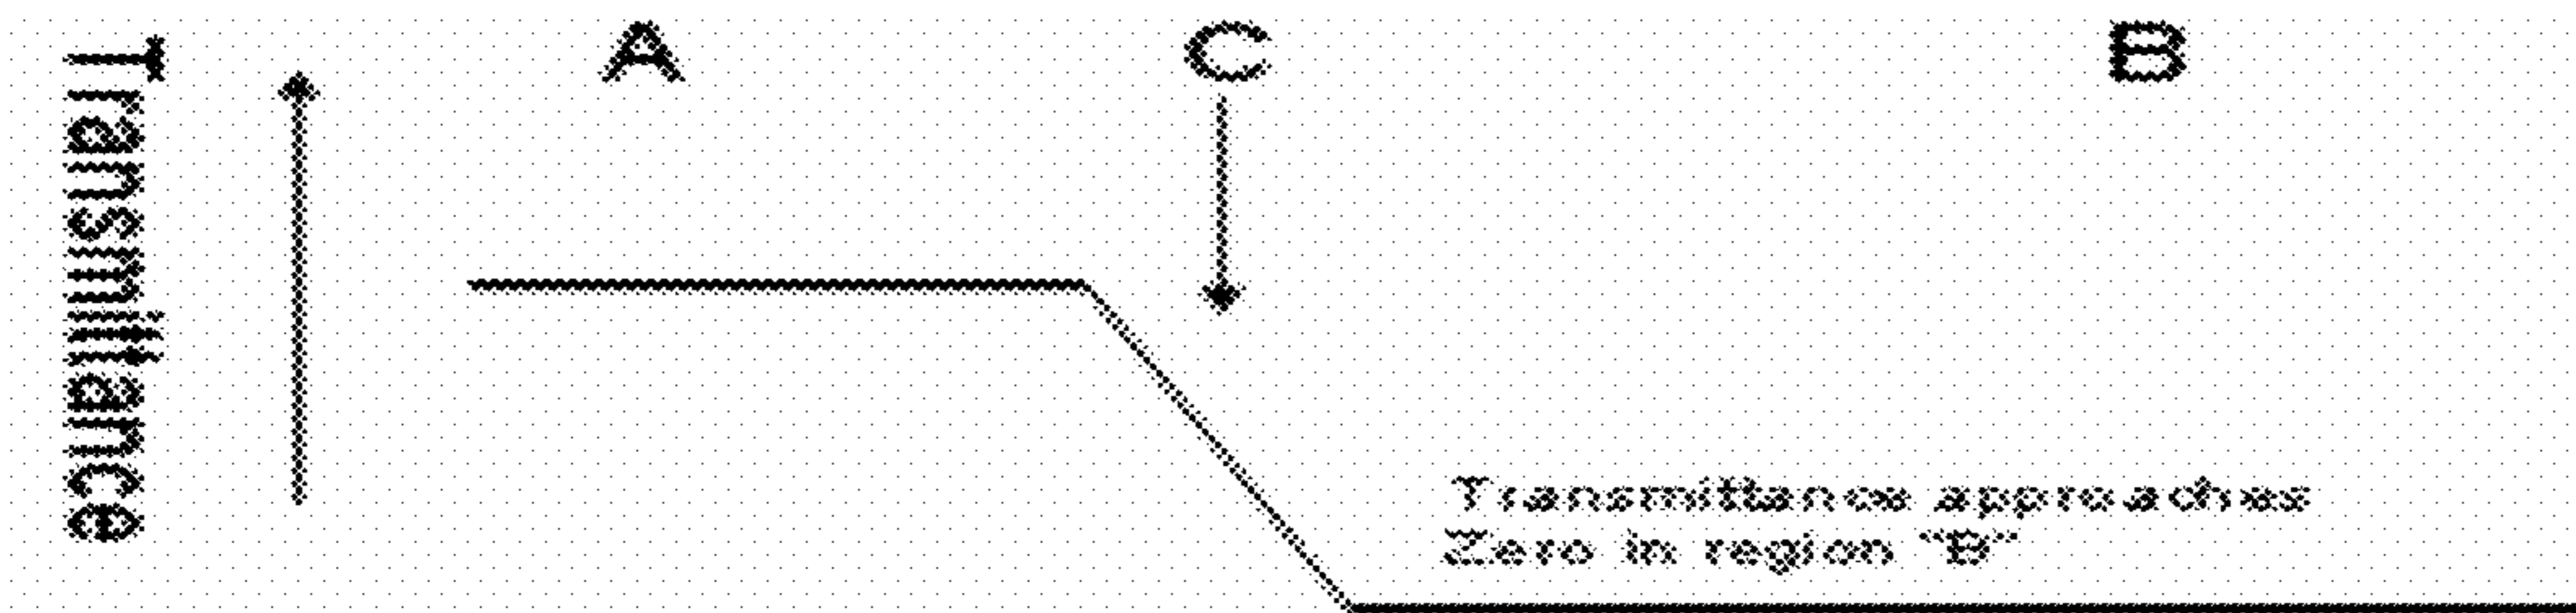 Transmittance
A
C
B
Transmittance approaches
Zero in region "B"